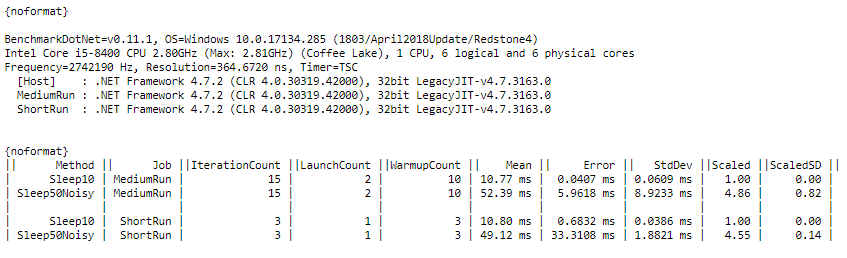 {noformat}
BenchmarkDotNet=v0.11.1, OS=Windows 10.0.17134.285 (1803/April2018Update/Redstone4)
Intel Core i5-8400 CPU 2.80GHz (Max: 2.81GHz) (Coffee Lake), 1 CPU, 6 logical and 6 physical cores
Frequency=2742190 Hz, Resolution=364.6720 ns, Timer=TSC
  [Host]    : .NET Framework 4.7.2 (CLR 4.0.30319.42000), 32bit LegacyJIT-v4.7.3163.0
  MediumRun : .NET Framework 4.7.2 (CLR 4.0.30319.42000), 32bit LegacyJIT-v4.7.3163.0
  ShortRun  : .NET Framework 4.7.2 (CLR 4.0.30319.42000), 32bit LegacyJIT-v4.7.3163.0
{noformat}
||      Method ||      Job ||IterationCount ||LaunchCount ||WarmupCount ||    Mean ||     Error ||   StdDev ||Scaled ||ScaledSD ||
|      Sleep10 | MediumRun |             15 |           2 |          10 | 10.77 ms |  0.0407 ms | 0.0609 ms |  1.00 |     0.00 |
| Sleep50Noisy | MediumRun |             15 |           2 |          10 | 52.39 ms |  5.9618 ms | 8.9233 ms |  4.86 |     0.82 |
|              |           |                |             |             |          |            |           |       |          |
|      Sleep10 |  ShortRun |              3 |           1 |           3 | 10.80 ms |  0.6832 ms | 0.0386 ms |  1.00 |     0.00 |
| Sleep50Noisy |  ShortRun |              3 |           1 |           3 | 49.12 ms | 33.3108 ms | 1.8821 ms |  4.55 |     0.14 |